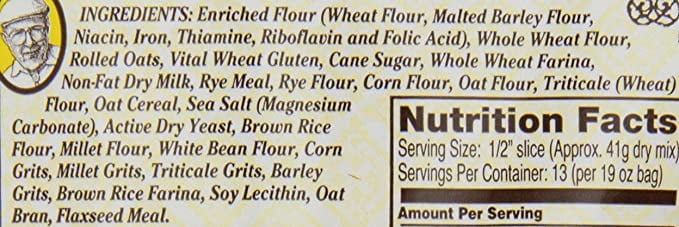 INGREDIENTS: Enriched Flour (Wheat Flour, Malted Barley Flour,
Niacin, Iron, Thiamine, Riboflavin and Folic Acid), Whole Wheat Flour,
Rolled Oats, Vital Wheat Gluten, Cane Sugar, Whole Wheat Farina,
Non-Fat Dry Milk, Rye Meal, Rye Flour, Corn Flour, Oat Flour, Triticale (Wheat)
Flour, Oat Cereal, Sea Salt (Magnesium
Carbonate), Active Dry Yeast, Brown Rice
Flour, Millet Flour, White Bean Flour, Corn
Grits, Millet Grits, Triticale Grits, Barley
Grits, Brown Rice Farina, Soy Lecithin, Oat
Bran, Flaxseed Meal.
Nutrition Facts
Serving Size: 1/2" slice (Approx. 41g dry mix)
Servings Per Container: 13 (per 19 oz bag)
Amount Per Serving